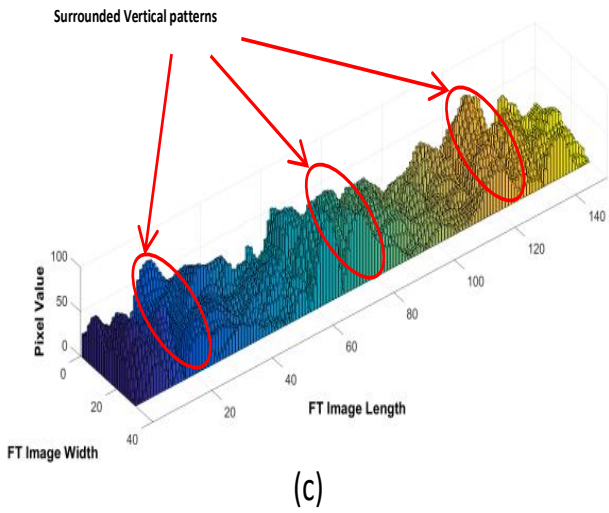 Surrounded Vertical patterns
Pixel Value
100
50
0
0
20
40
FT Image Width
20
40
60
80
100
120
140
FT Image Length
(c)